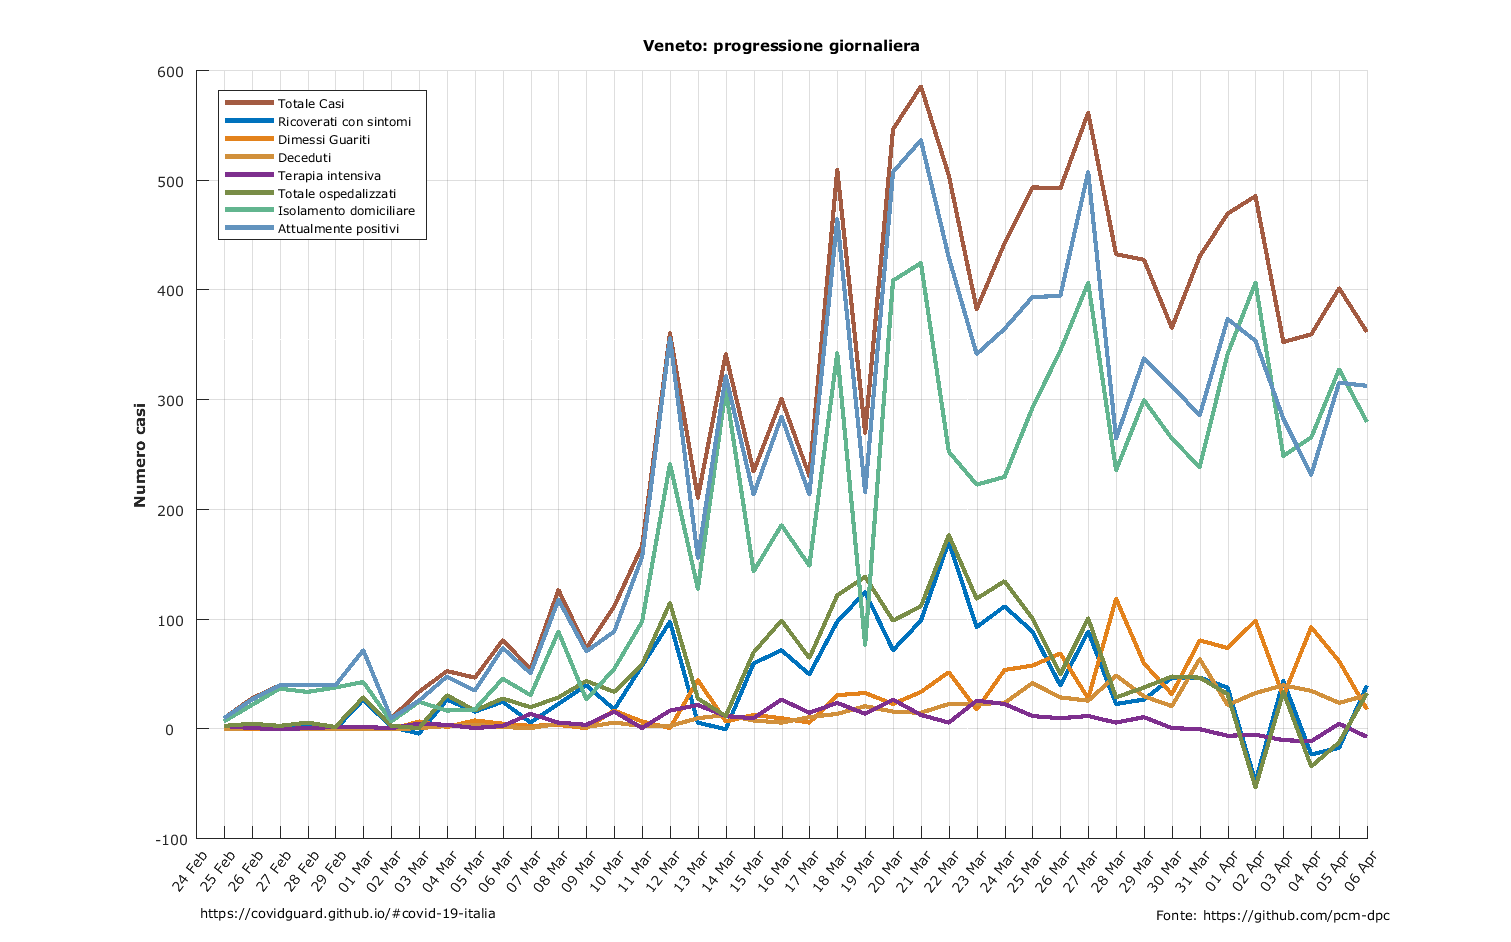 Veneto: progressione giornaliera
600
500
400
300
200
100
0
-100
Numero casi
Totale Casi
Ricoverati con sintomi
Dimessi Guariti
Deceduti
Terapia intensiva
Totale ospedalizzati
Isolamento domiciliare
Attualmente positivi
24 Feb
25 Feb
26 Feb
27 Feb
28 Feb
29 Feb
01 Mar
02 Mar
03 Mar
04 Mar
05 Mar
06 Mar
07 Mar
08 Mar
09 Mar
10 Mar
11 Mar
12 Mar
13 Mar
14 Mar
15 Mar
16 Mar
17 Mar
18 Mar
19 Mar
20 Mar
21 Mar
22 Mar
23 Mar
24 Mar
25 Mar
26 Mar
27 Mar
28 Mar
29 Mar
30 Mar
31 Mar
01 Apr
02 Apr
03 Apr
04 Apr
05 Apr
06 Apr
https://covidguard.github.io/#covid-19-italia
Fonte: https://github.com/pcm-dpc